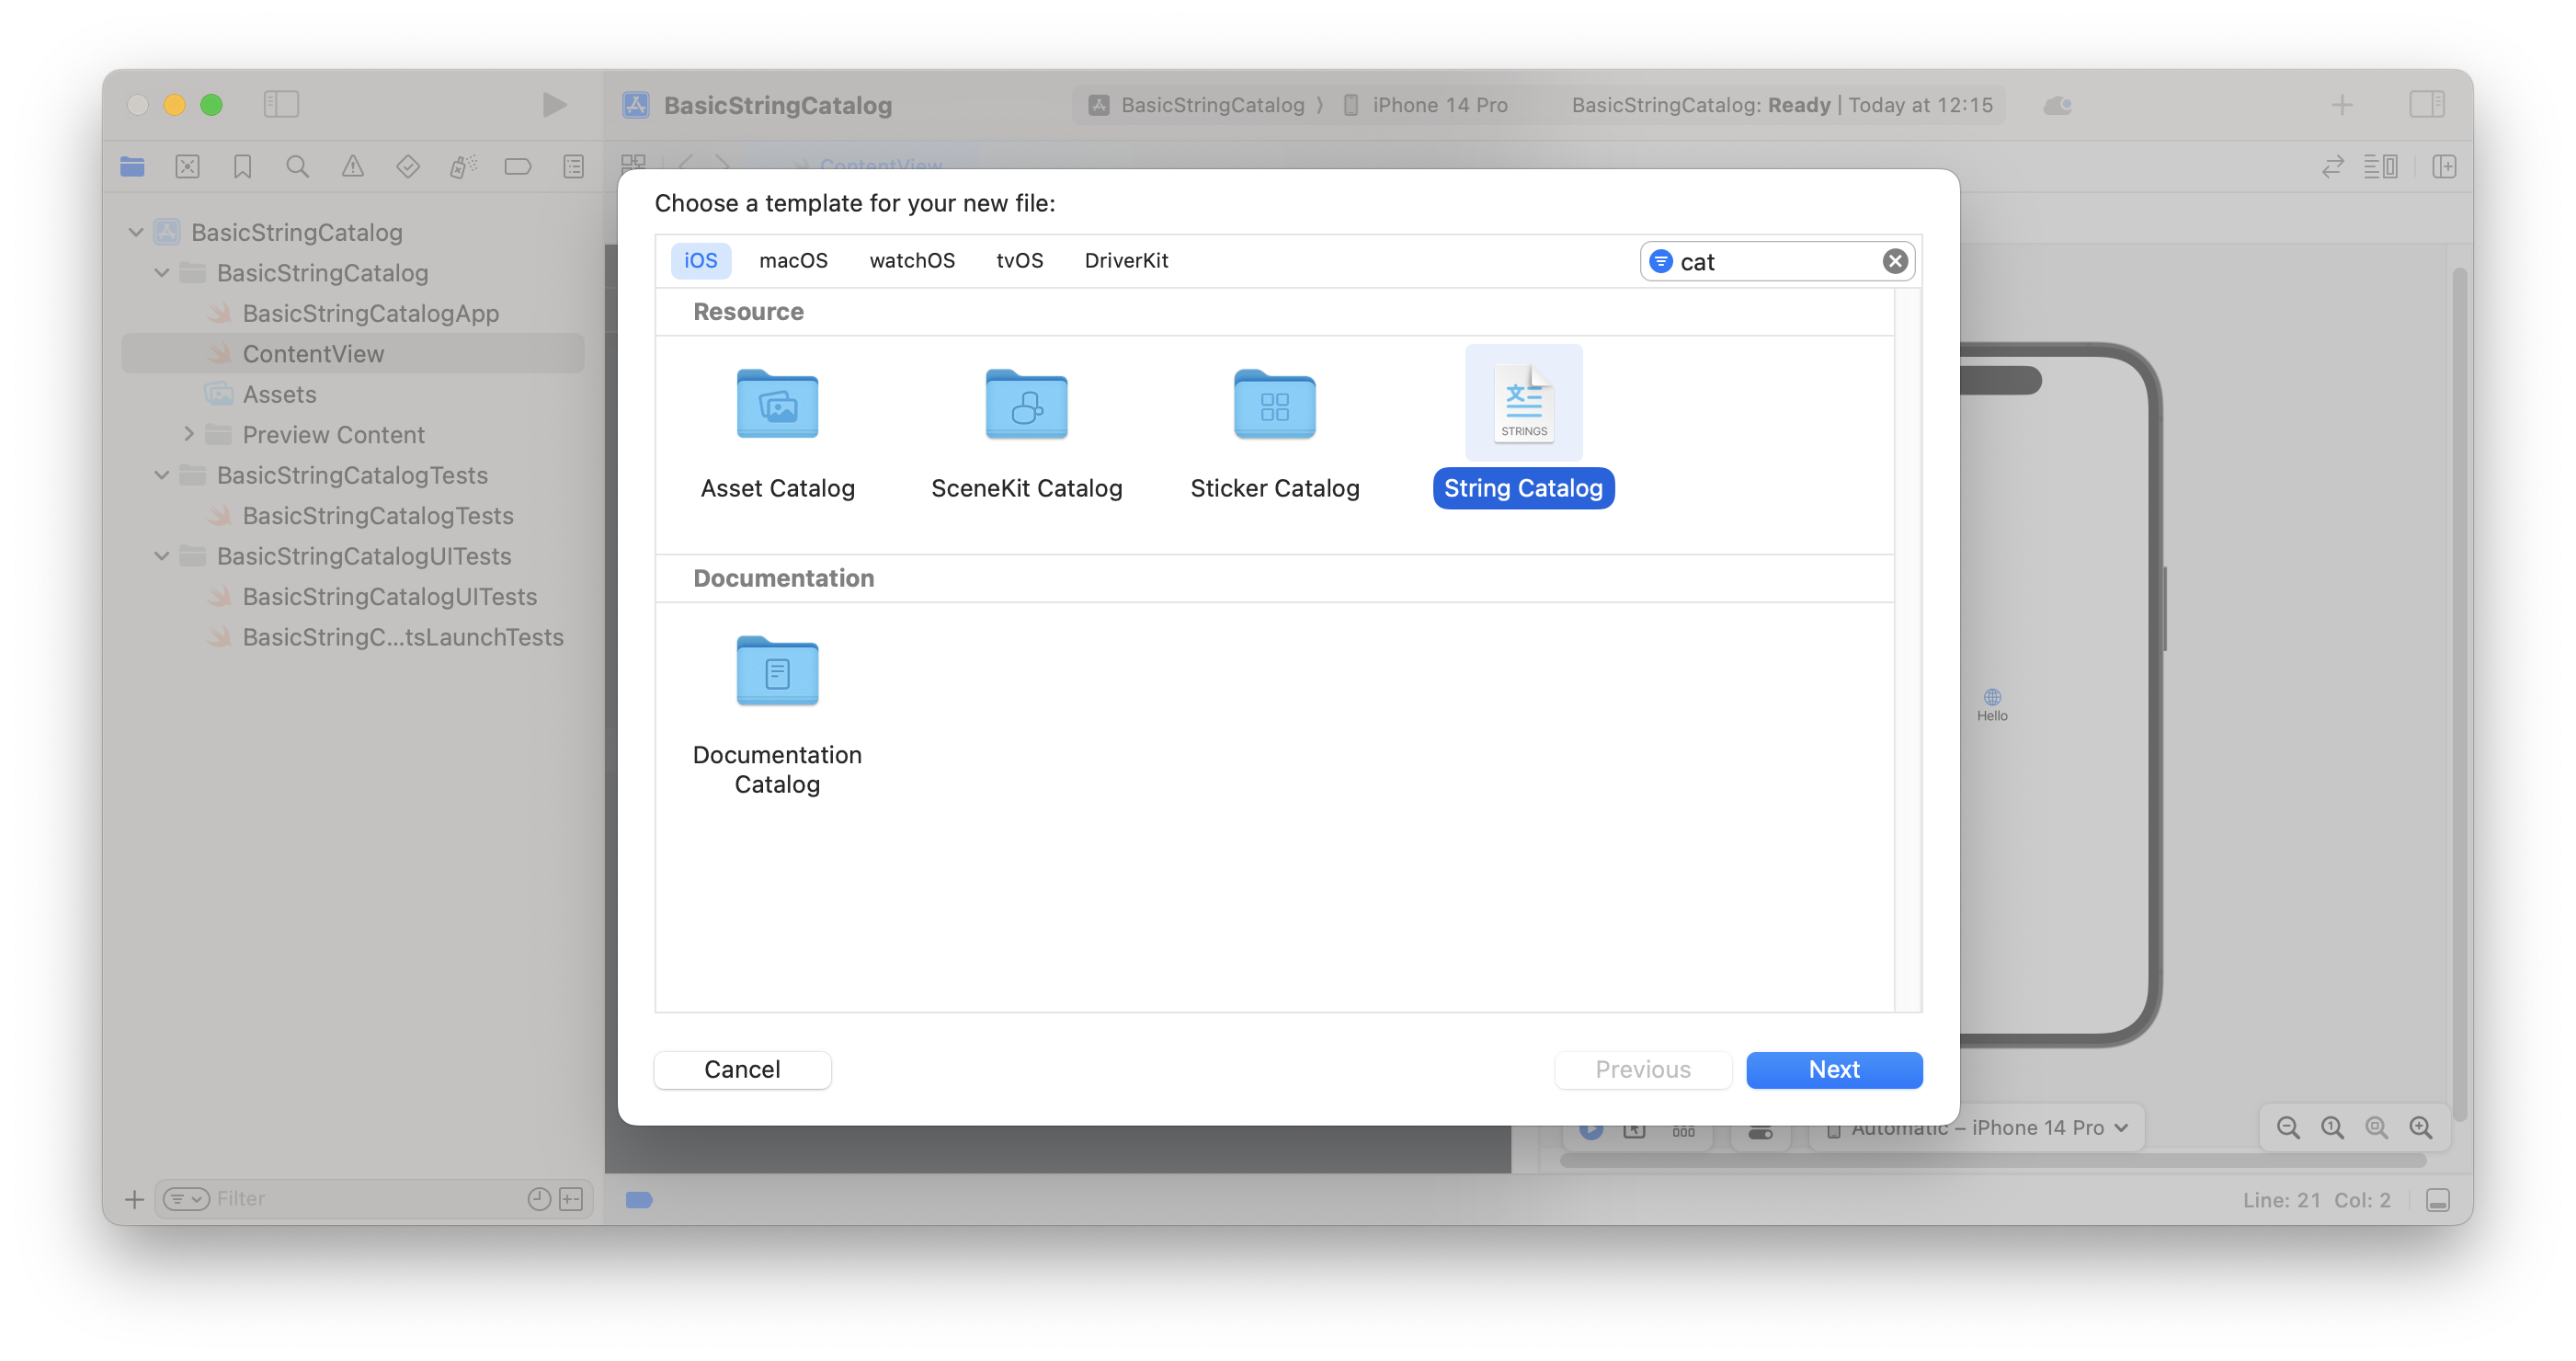 BasicStringCatalog
BasicStringCatalog 〉 iPhone 14 Pro
BasicStringCatalog: Ready | Today at 12:15
ContentView
BasicStringCatalog
BasicStringCatalog
BasicStringCatalogApp
ContentView
Assets
Preview Content
BasicStringCatalogTests
BasicStringCatalogTests
BasicStringCatalogUITests
BasicStringCatalogUITests
BasicStringC...tsLaunchTests
Filter
Choose a template for your new file:
iOS macOS watchOS tvOS DriverKit
cat
Resource
STRINGS
Asset Catalog SceneKit Catalog Sticker Catalog String Catalog
Documentation
Documentation
Catalog
Cancel Previous Next
Hello
Automatic – iPhone 14 Pro
Line: 21 Col: 2